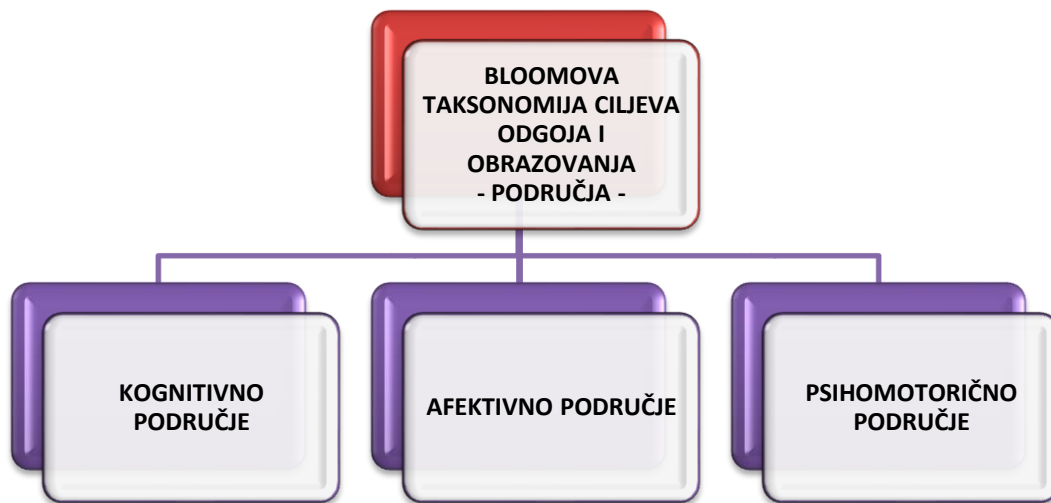 BLOOMOVA
TAKSONOMIJA CILJEVA
ODGOJA I
OBRAZOVANJA
- PODRUČJA -
KOGNITIVNO
PODRUČJE
AFEKTIVNO PODRUČJE
PSIHOMOTORIČNO
PODRUČJE